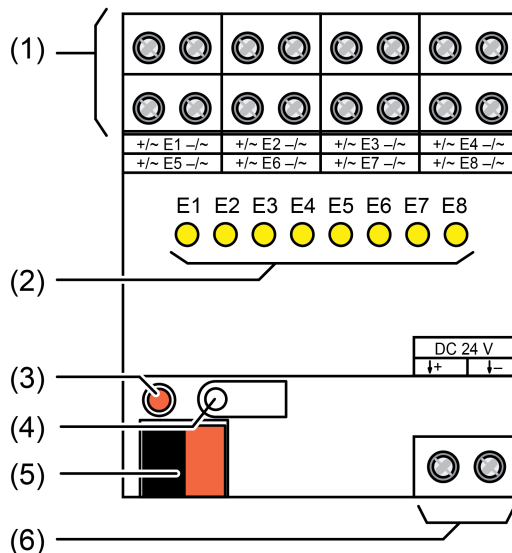 (1)
+/~ E1 –/~ +/~ E2 –/~ +/~ E3 –/~ +/~ E4 –/~
+/~ E5 –/~ +/~ E6 –/~ +/~ E7 –/~ +/~ E8 –/~
E1 E2 E3 E4 E5 E6 E7 E8
(2)
DC 24 V
+ –
(3)
(4)
(5)
(6)